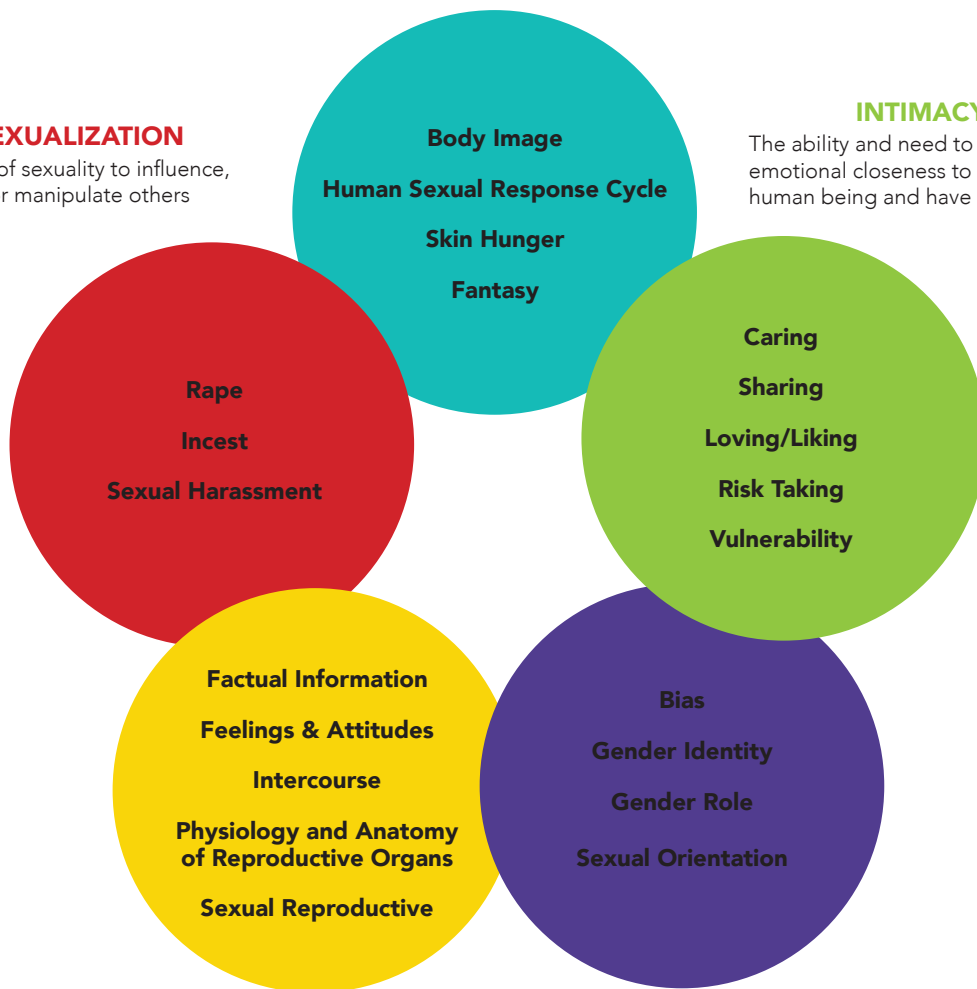 EXUALIZATION
of sexuality to influence,
r manipulate others
INTIMACY
The ability and need to
emotional closeness to
human being and have
Body Image
Human Sexual Response Cycle
Skin Hunger
Fantasy
Rape
Incest
Sexual Harassment
Caring
Sharing
Loving/Liking
Risk Taking
Vulnerability
Factual Information
Feelings & Attitudes
Intercourse
Physiology and Anatomy
of Reproductive Organs
Sexual Reproductive
Bias
Gender Identity
Gender Role
Sexual Orientation